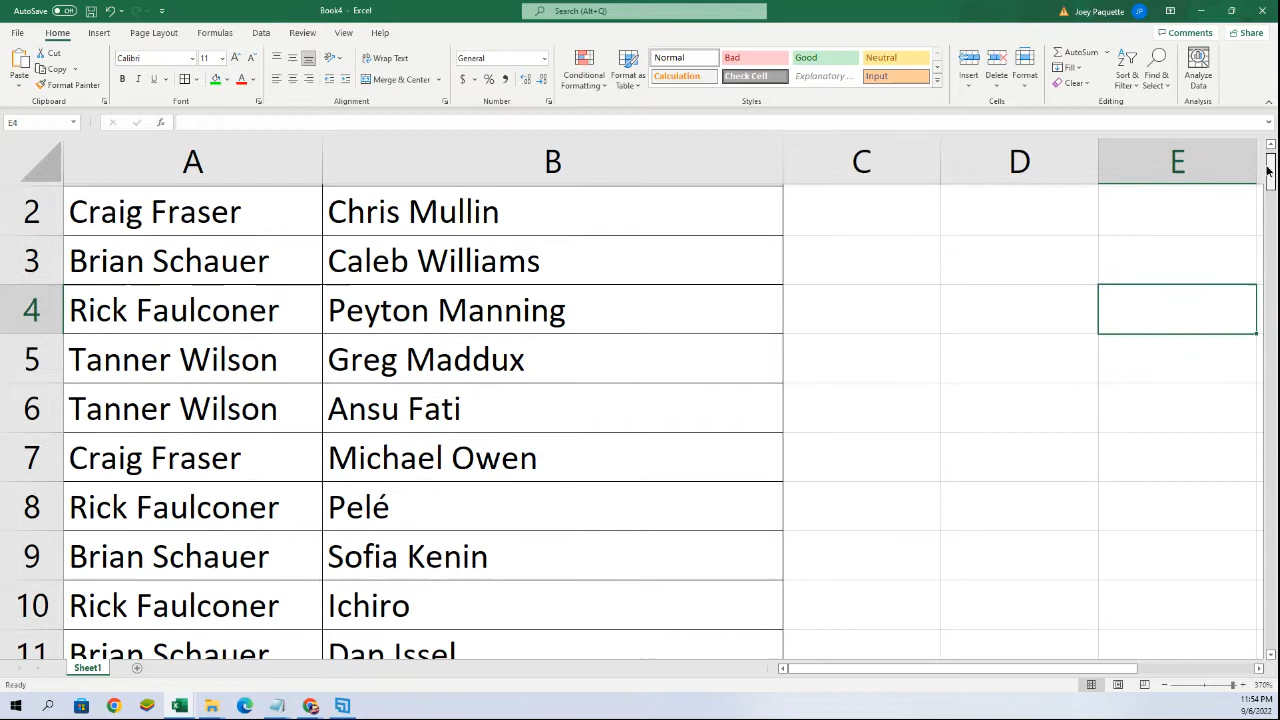 AutoSave Off Book4 - Excel Search (Alt+Q) Joey Paquette JP
File Home Insert Page Layout Formulas Data Review View Help Comments Share
Paste Cut Copy Format Painter Clipboard
Calibri 11 B I U Font
Wrap Text Merge & Center Alignment
General $ % Number
Conditional Formatting Format as Table
Normal Bad Good Neutral
Calculation Check Cell Explanatory ... Input
Styles
Insert Delete Format Cells
AutoSum Fill Clear Sort & Filter Find & Select Editing
Analyze Data Analysis
E4 fx
A B C D E
2 Craig Fraser Chris Mullin
3 Brian Schauer Caleb Williams
4 Rick Faulconer Peyton Manning
5 Tanner Wilson Greg Maddux
6 Tanner Wilson Ansu Fati
7 Craig Fraser Michael Owen
8 Rick Faulconer Pelé
9 Brian Schauer Sofia Kenin
10 Rick Faulconer Ichiro
11 Brian Schauer Dan Issel
Sheet1
Ready 370%
11:54 PM
9/6/2022